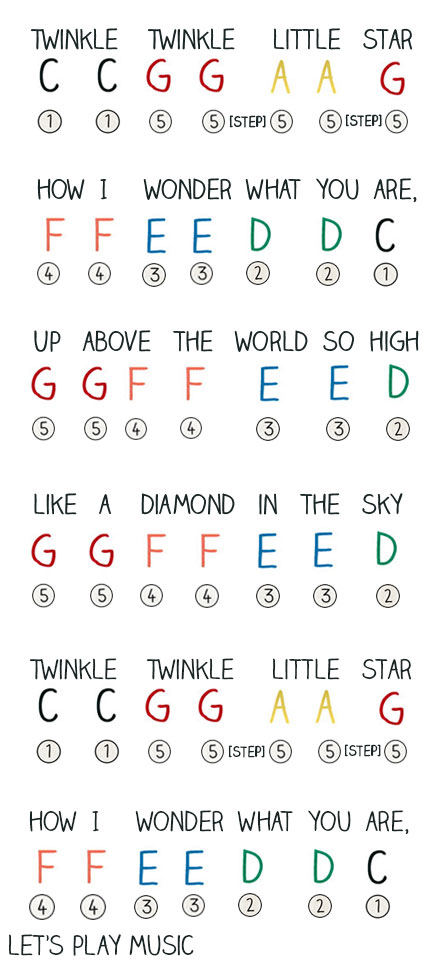 TWINKLE TWINKLE LITTLE STAR
C C G G A A G
1 1 5 5 [STEP] 5 5 [STEP] 5
HOW I WONDER WHAT YOU ARE,
F F E E D D C
4 4 3 3 2 2 1
UP ABOVE THE WORLD SO HIGH
G G F F E E D
5 5 4 4 3 3 2
LIKE A DIAMOND IN THE SKY
G G F F E E D
5 5 4 4 3 3 2
TWINKLE TWINKLE LITTLE STAR
C C G G A A G
1 1 5 5 [STEP] 5 5 [STEP] 5
HOW I WONDER WHAT YOU ARE,
F F E E D D C
4 4 3 3 2 2 1
LET'S PLAY MUSIC